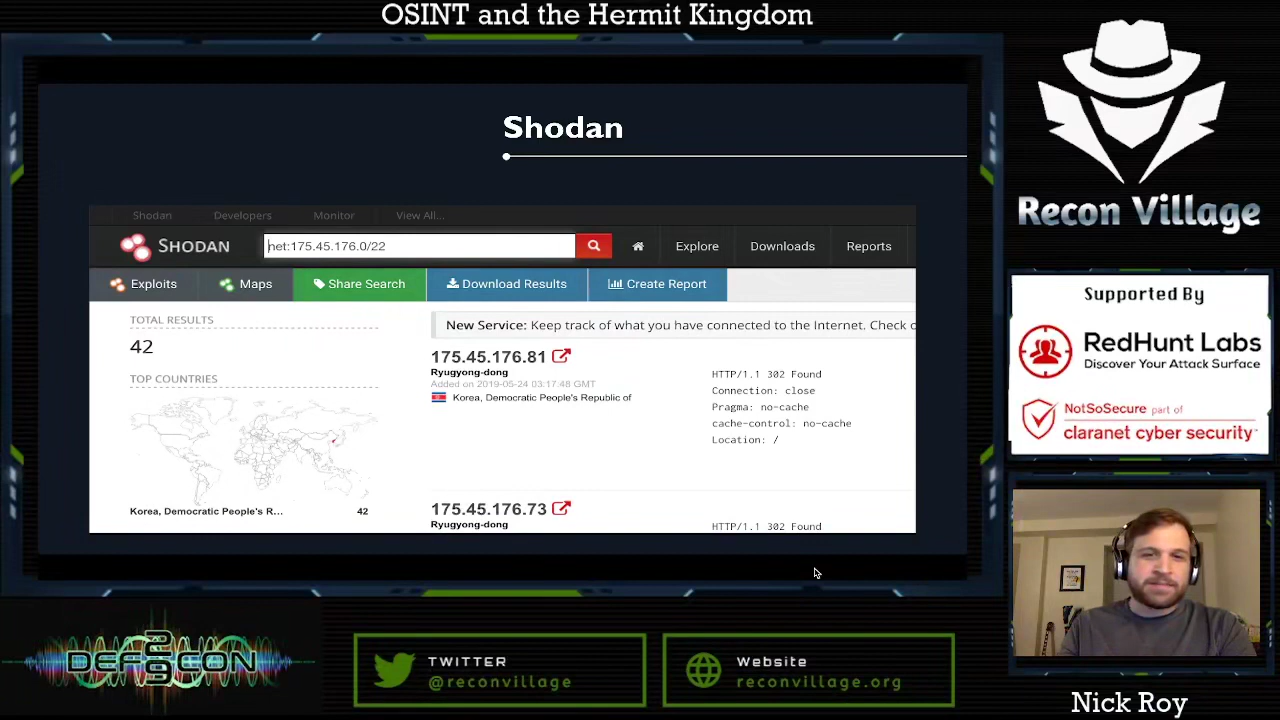 OSINT and the Hermit Kingdom
Shodan
Shodan Developers Monitor View All...
SHODAN
net:175.45.176.0/22
Explore Downloads Reports
Exploits Maps Share Search Download Results Create Report
TOTAL RESULTS
42
TOP COUNTRIES
Korea, Democratic People's R... 42
New Service: Keep track of what you have connected to the Internet. Check o
175.45.176.81
Ryugyong-dong
Added on 2019-05-24 03:17:48 GMT
Korea, Democratic People's Republic of
HTTP/1.1 302 Found
Connection: close
Pragma: no-cache
cache-control: no-cache
Location: /
175.45.176.73
Ryugyong-dong
HTTP/1.1 302 Found
Recon Village
Supported By
RedHunt Labs
Discover Your Attack Surface
NotSoSecure part of
claranet cyber security
DEFCON
29
TWITTER
@reconvillage
Website
reconvillage.org
Nick Roy